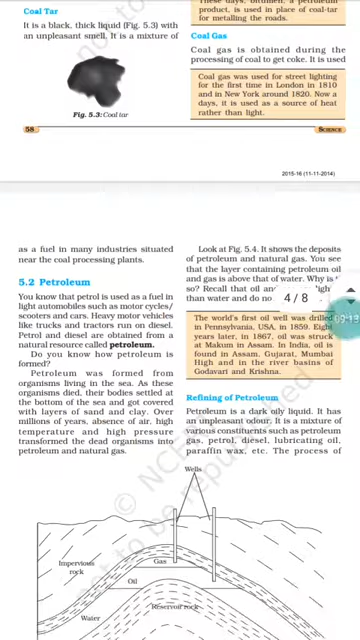 Coal Tar
It is a black, thick liquid (Fig. 5.3) with
an unpleasant smell. It is a mixture of
Fig. 5.3: Coal tar
58
These days, bitumen, a petroleum
product, is used in place of coal-tar
for metalling the roads.
Coal Gas
Coal gas is obtained during the
processing of coal to get coke. It is used
Coal gas was used for street lighting
for the first time in London in 1810
and in New York around 1820. Now a
days, it is used as a source of heat
rather than light.
SCIENCE
2015-16 (11-11-2014)
as a fuel in many industries situated
near the coal processing plants.
5.2 Petroleum
You know that petrol is used as a fuel in
light automobiles such as motor cycles/
scooters and cars. Heavy motor vehicles
like trucks and tractors run on diesel.
Petrol and diesel are obtained from a
natural resource called petroleum.
Do you know how petroleum is
formed?
Petroleum was formed from
organisms living in the sea. As these
organisms died, their bodies settled at
the bottom of the sea and got covered
with layers of sand and clay. Over
millions of years, absence of air, high
temperature and high pressure
transformed the dead organisms into
petroleum and natural gas.
Look at Fig. 5.4. It shows the deposits
of petroleum and natural gas. You see
that the layer containing petroleum oil
and gas is above that of water. Why is
so? Recall that oil and
than water and do no
4 / 8
09:13
The world's first oil well was drilled
in Pennsylvania, USA, in 1859. Eight
years later, in 1867, oil was struck
at Makum in Assam. In India, oil is
found in Assam, Gujarat, Mumbai
High and in the river basins of
Godavari and Krishna.
Refining of Petroleum
Petroleum is a dark oily liquid. It has
an unpleasant odour. It is a mixture of
various constituents such as petroleum
gas, petrol, diesel, lubricating oil,
paraffin wax, etc. The process of
Wells
Impervious
rock
Gas
Oil
Reservoir rock
Water
© NCERT
not to be republished